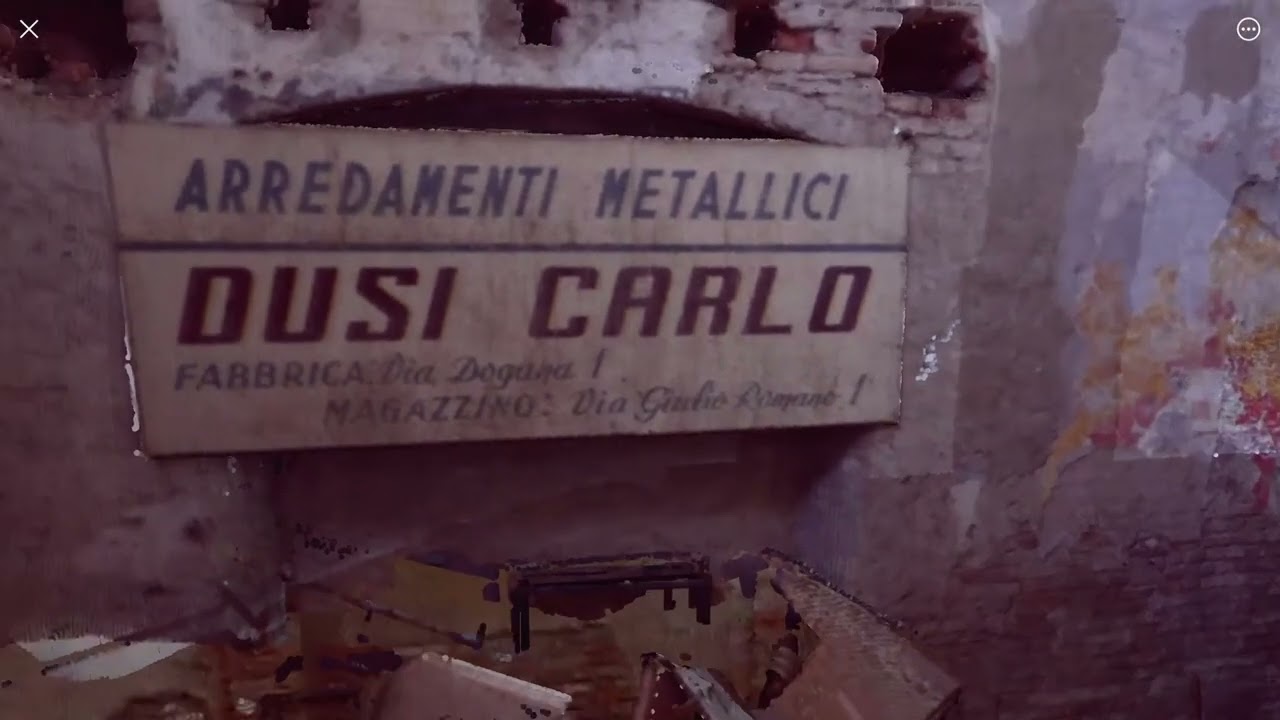 ARREDAMENTI METALLICI
DUSI CARLO
FABBRICA: Via Dogana 1
MAGAZZINO: Via Giulio Romano 1